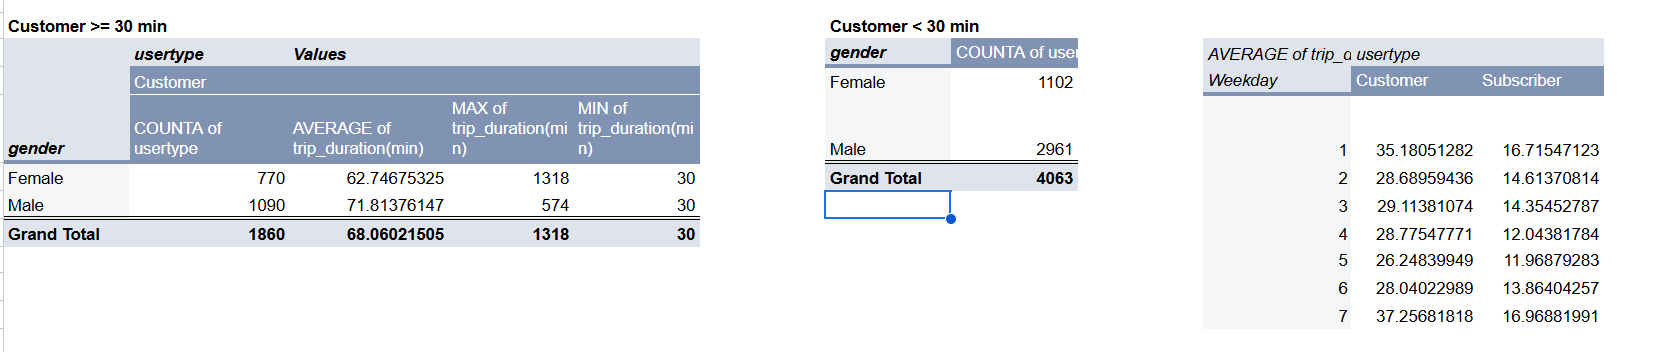 Customer >= 30 min
usertype Values
Customer
gender COUNTA of usertype AVERAGE of trip_duration(min) MAX of trip_duration(min) MIN of trip_duration(min)
Female 770 62.74675325 1318 30
Male 1090 71.81376147 574 30
Grand Total 1860 68.06021505 1318 30
Customer < 30 min
gender COUNTA of user
Female 1102
Male 2961
Grand Total 4063
AVERAGE of trip_d usertype
Weekday Customer Subscriber
1 35.18051282 16.71547123
2 28.68959436 14.61370814
3 29.11381074 14.35452787
4 28.77547771 12.04381784
5 26.24839949 11.96879283
6 28.04022989 13.86404257
7 37.25681818 16.96881991